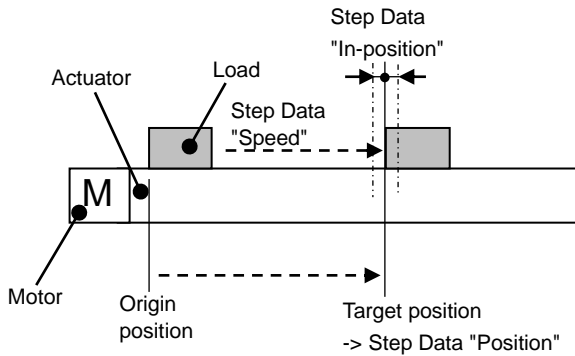 Step Data
"In-position"
Actuator
Load
Step Data
"Speed"
M
Motor
Origin
position
Target position
-> Step Data "Position"